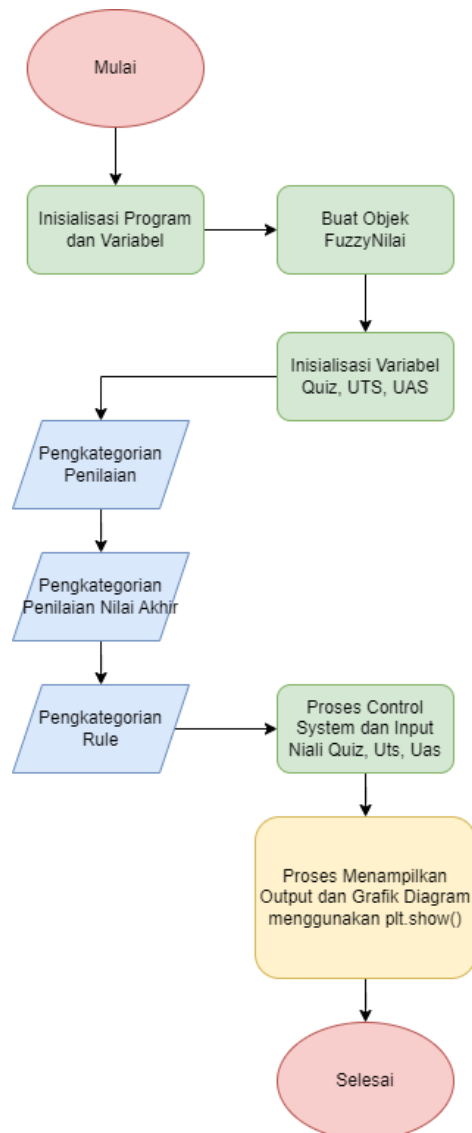 Mulai
Inisialisasi Program
dan Variabel
Buat Objek
FuzzyNilai
Inisialisasi Variabel
Quiz, UTS, UAS
Pengkategorian
Penilaian
Pengkategorian
Penilaian Nilai Akhir
Pengkategorian
Rule
Proses Control
System dan Input
Niali Quiz, Uts, Uas
Proses Menampilkan
Output dan Grafik Diagram
menggunakan plt.show()
Selesai